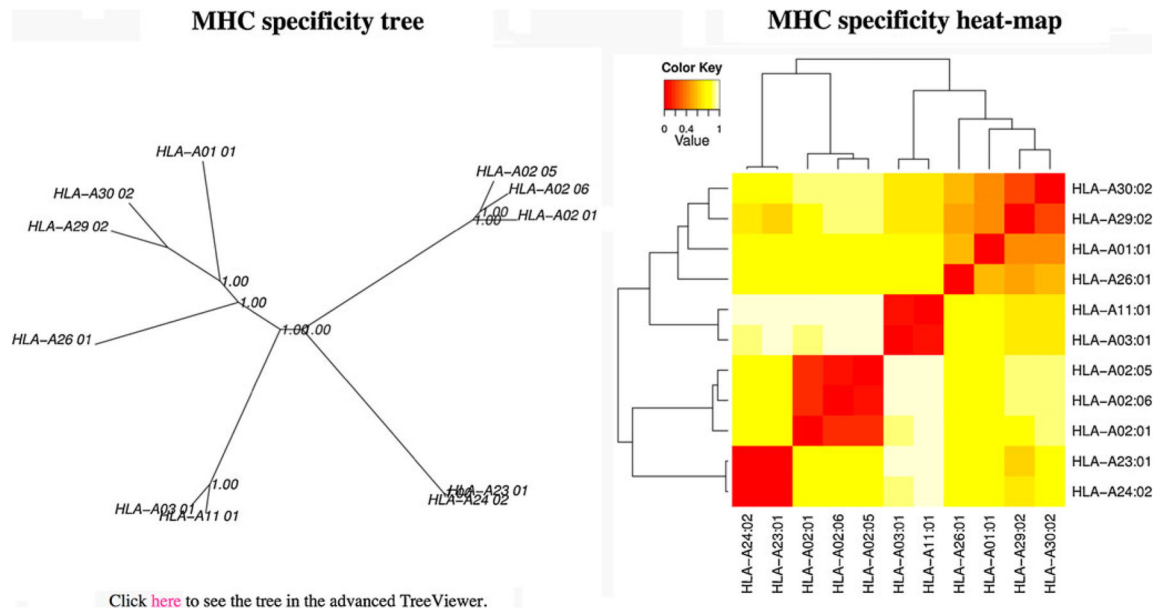 MHC specificity tree
HLA-A01 01
HLA-A30 02
HLA-A29 02
HLA-A02 05
HLA-A02 06
1.00
1.00
HLA-A02 01
1.00
1.00
HLA-A26 01
1.00
1.00
1.00
HLA-A03 01
HLA-A11 01
HLA-A23 01
HLA-A24 02
Click here to see the tree in the advanced TreeViewer.
MHC specificity heat-map
Color Key
0 0.4 1
Value
HLA-A30:02
HLA-A29:02
HLA-A01:01
HLA-A26:01
HLA-A11:01
HLA-A03:01
HLA-A02:05
HLA-A02:06
HLA-A02:01
HLA-A23:01
HLA-A24:02
HLA-A24:02
HLA-A23:01
HLA-A02:01
HLA-A02:06
HLA-A02:05
HLA-A03:01
HLA-A11:01
HLA-A26:01
HLA-A01:01
HLA-A29:02
HLA-A30:02